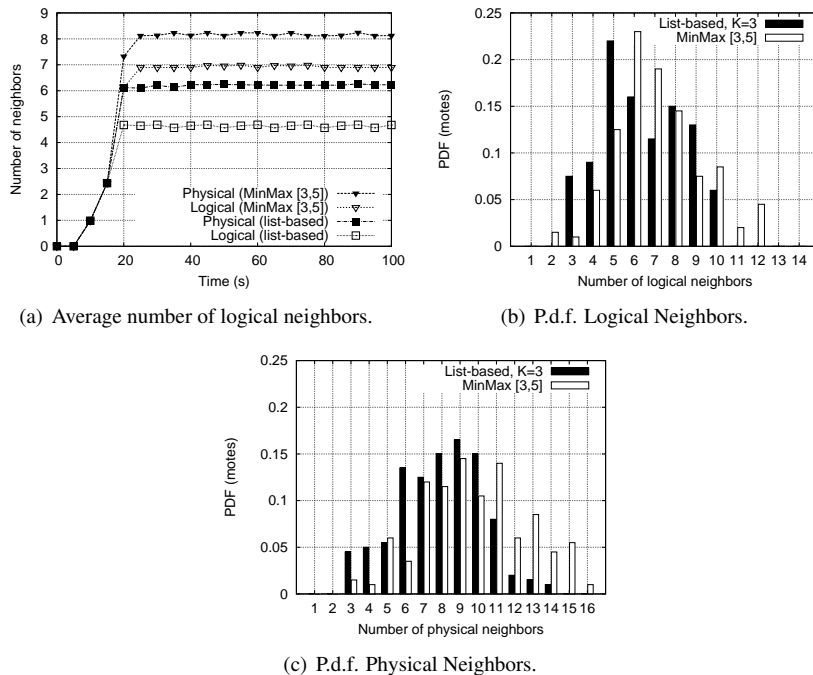 9
8
7
6
5
4
3
2
1
0
Number of neighbors
Physical (MinMax [3,5])
Logical (MinMax [3,5])
Physical (list-based)
Logical (list-based)
0 20 40 60 80 100
Time (s)
(a) Average number of logical neighbors.
0.25
0.2
0.15
0.1
0.05
0
PDF (motes)
List-based, K=3
MinMax [3,5]
1 2 3 4 5 6 7 8 9 10 11 12 13 14
Number of logical neighbors
(b) P.d.f. Logical Neighbors.
0.25
0.2
0.15
0.1
0.05
0
PDF (motes)
List-based, K=3
MinMax [3,5]
1 2 3 4 5 6 7 8 9 10 11 12 13 14 15 16
Number of physical neighbors
(c) P.d.f. Physical Neighbors.